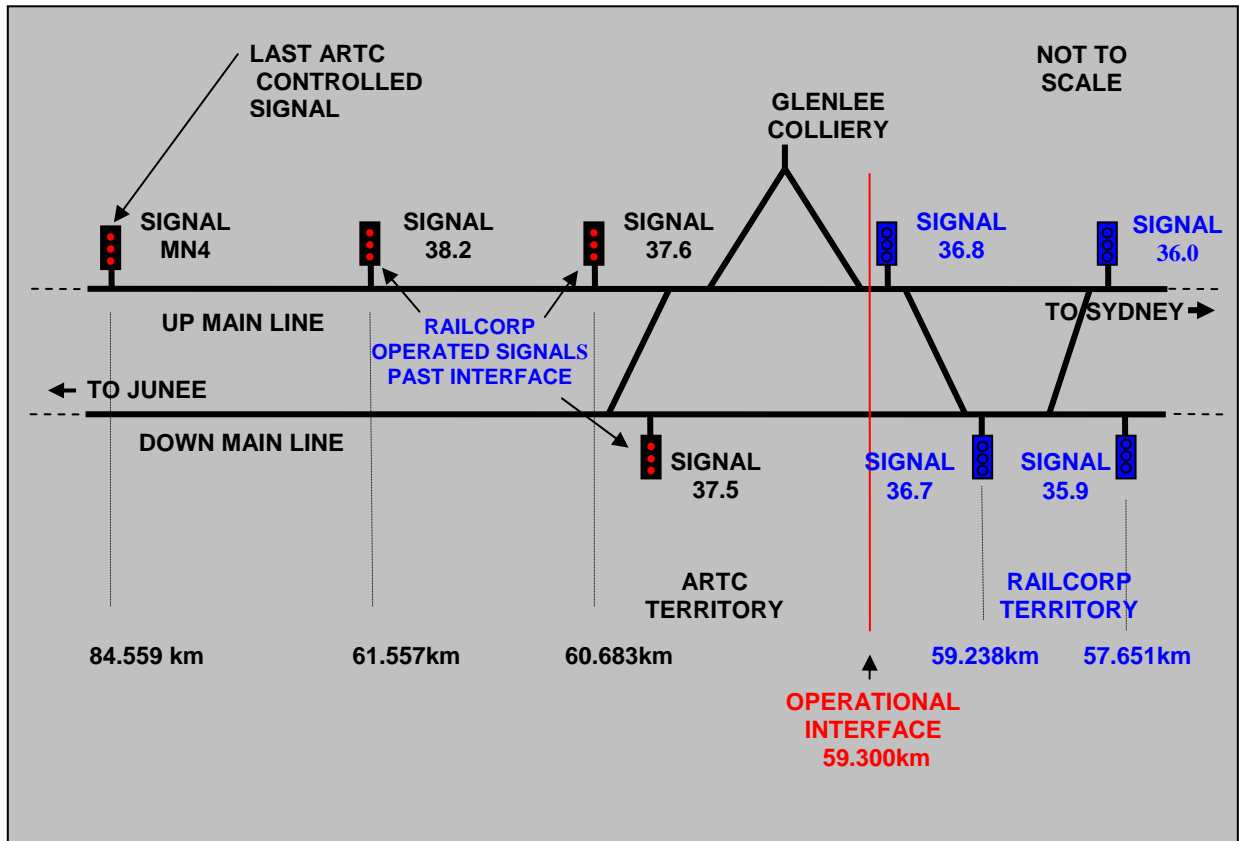 LAST ARTC
CONTROLLED
SIGNAL
NOT TO
SCALE
GLENLEE
COLLIERY
SIGNAL
MN4
SIGNAL
38.2
SIGNAL
37.6
SIGNAL
36.8
SIGNAL
36.0
UP MAIN LINE
RAILCORP
OPERATED SIGNALS
PAST INTERFACE
TO SYDNEY
TO JUNEE
DOWN MAIN LINE
SIGNAL
37.5
SIGNAL
36.7
SIGNAL
35.9
ARTC
TERRITORY
RAILCORP
TERRITORY
84.559 km
61.557km
60.683km
59.238km
57.651km
OPERATIONAL
INTERFACE
59.300km